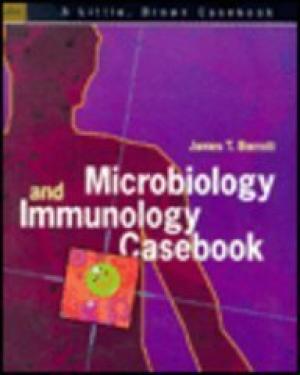 A Little, Brown Casebook
James T. Barrett
Microbiology
and Immunology
Casebook